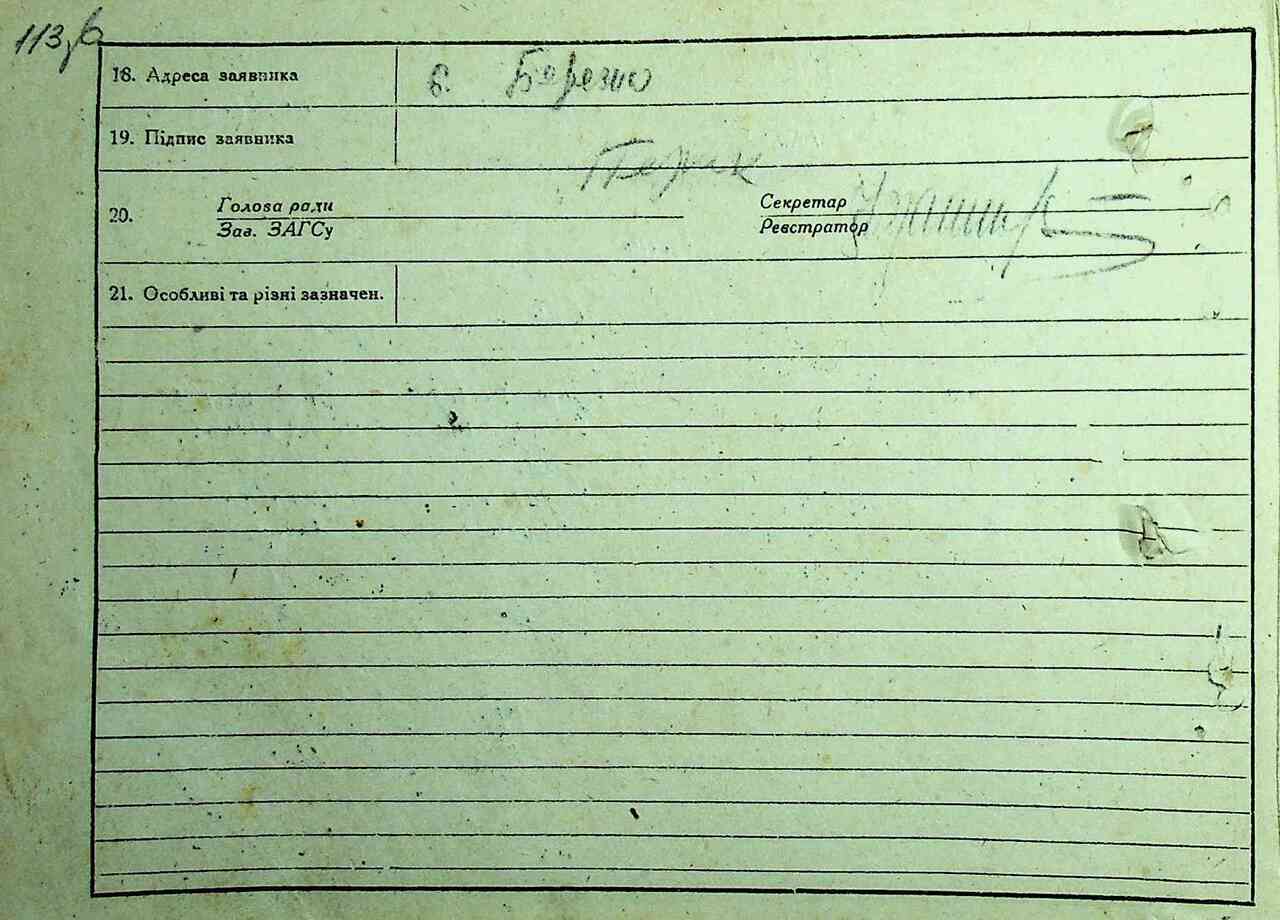 113зв
18. Адреса заявника с. Березно
19. Підпис заявника
20. Голова ради Секретар
Зав. ЗАГСу Реєстратор
21. Особливі та різні зазначен.